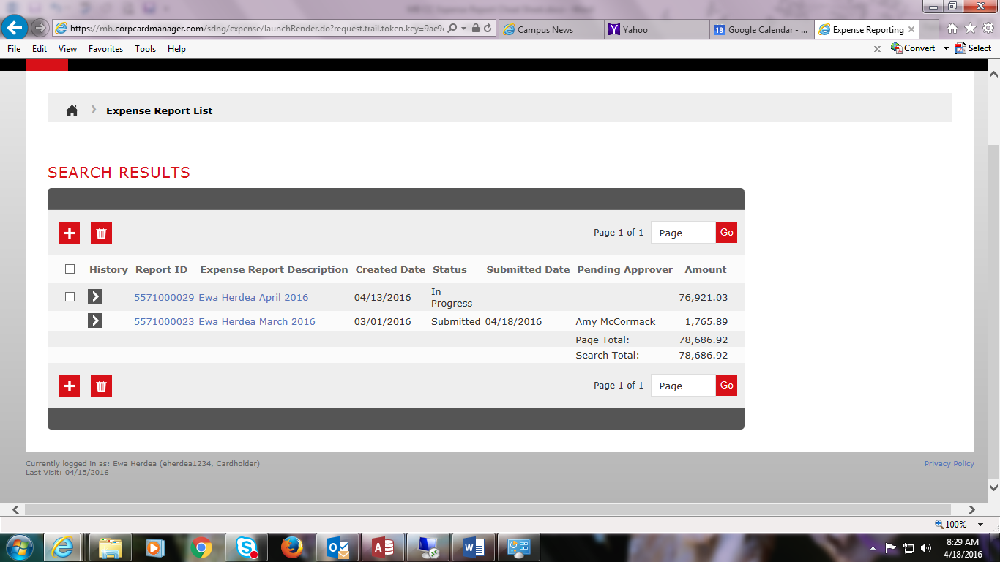 https://mb.corpcardmanager.com/sdng/expense/launchRender.do?request.trail.token.key=9ae9
Campus News
Yahoo
18 Google Calendar - ...
Expense Reporting
File Edit View Favorites Tools Help
x Convert Select
Expense Report List
SEARCH RESULTS
Page 1 of 1 Page Go
History Report ID Expense Report Description Created Date Status Submitted Date Pending Approver Amount
5571000029 Ewa Herdea April 2016 04/13/2016 In Progress 76,921.03
5571000023 Ewa Herdea March 2016 03/01/2016 Submitted 04/18/2016 Amy McCormack 1,765.89
Page Total: 78,686.92
Search Total: 78,686.92
Page 1 of 1 Page Go
Currently logged in as: Ewa Herdea (eherdea1234, Cardholder)
Privacy Policy
Last Visit: 04/15/2016
100%
8:29 AM
4/18/2016